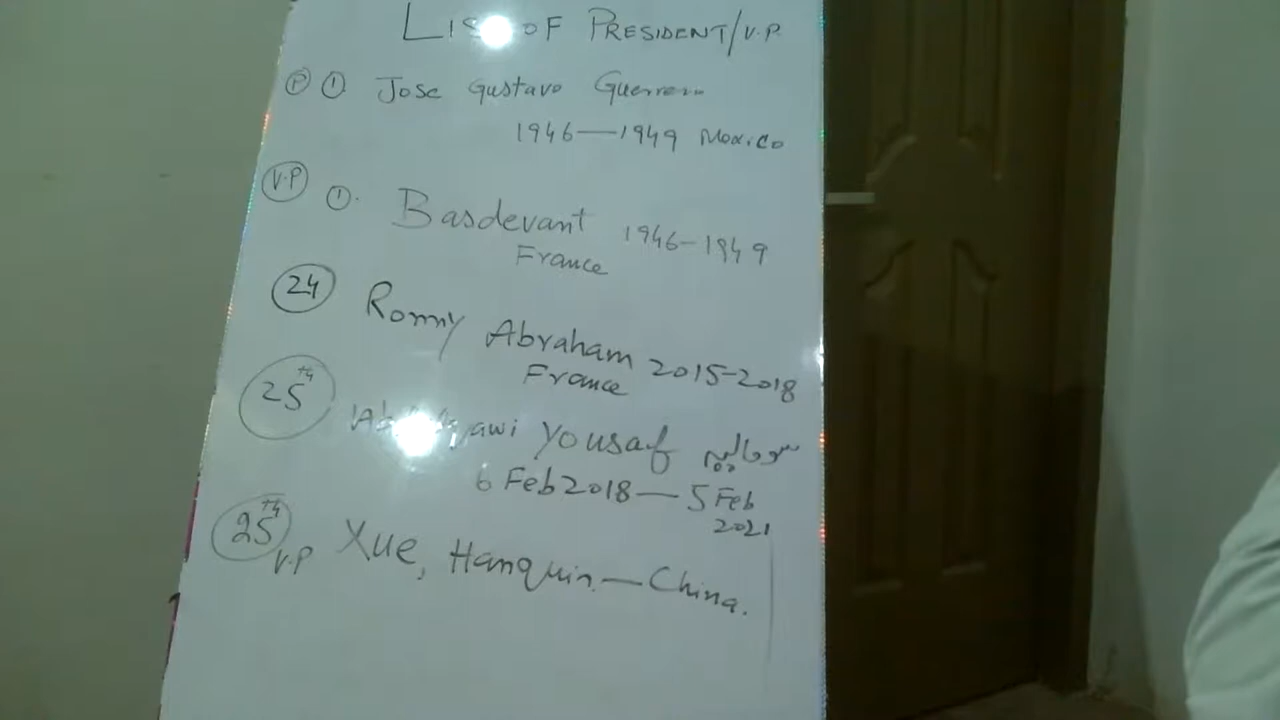 LIST OF PRESIDENT/V.P.
P ① Jose Gustavo Guerrero
1946—1949 Mexico
V.P ①. Basdevant 1946-1949
France
24 Ronny Abraham 2015-2018
France
25th Yousaf صومالیہ
6 Feb 2018 — 5 Feb
2021
25th V.P Xue, Hanquin.—China.